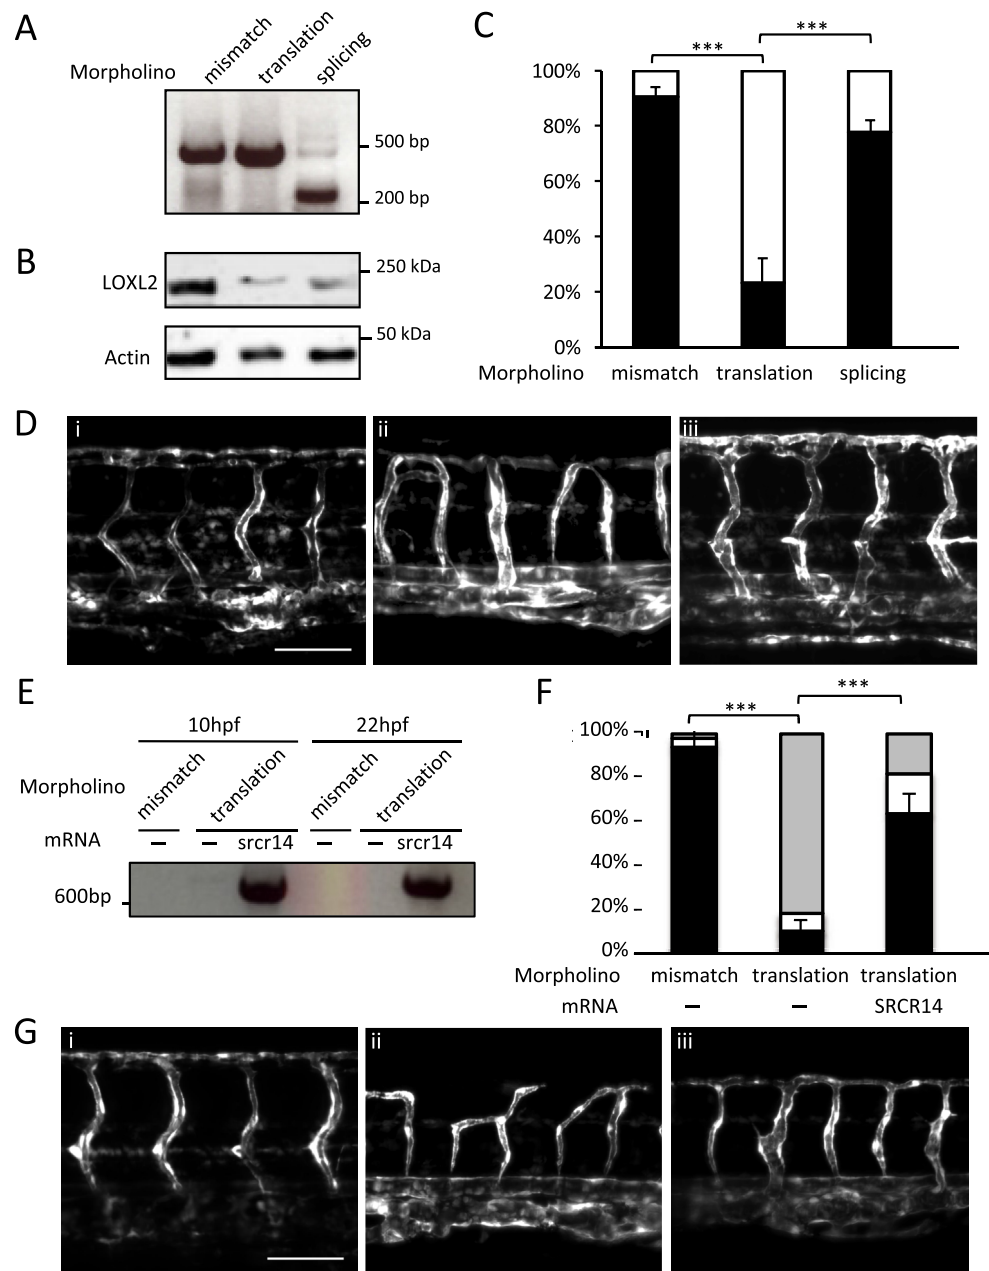 A
Morpholino
mismatch
translation
splicing
500 bp
200 bp
B
LOXL2
250 kDa
50 kDa
Actin
C
***
***
100%
80%
60%
40%
20%
0%
Morpholino mismatch translation splicing
D
i
ii
iii
E
10hpf 22hpf
Morpholino
mismatch
translation
mismatch
translation
mRNA – – srcr14 – – srcr14
600bp
F
***
***
100%
80%
60%
40%
20%
0%
Morpholino mismatch translation translation
mRNA – – SRCR14
G
i
ii
iii